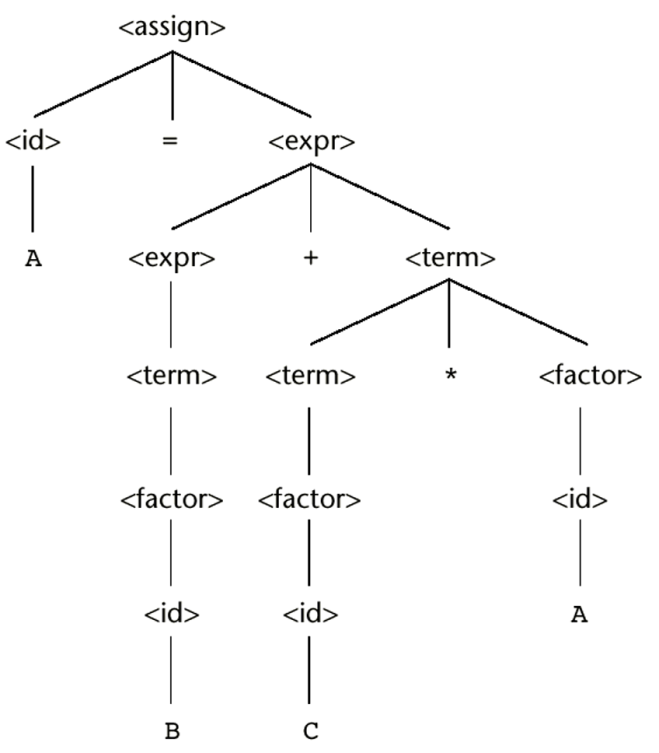 <assign>
<id> = <expr>
A <expr> + <term>
<term> <term> * <factor>
<factor> <factor> <id>
<id> <id> A
B C